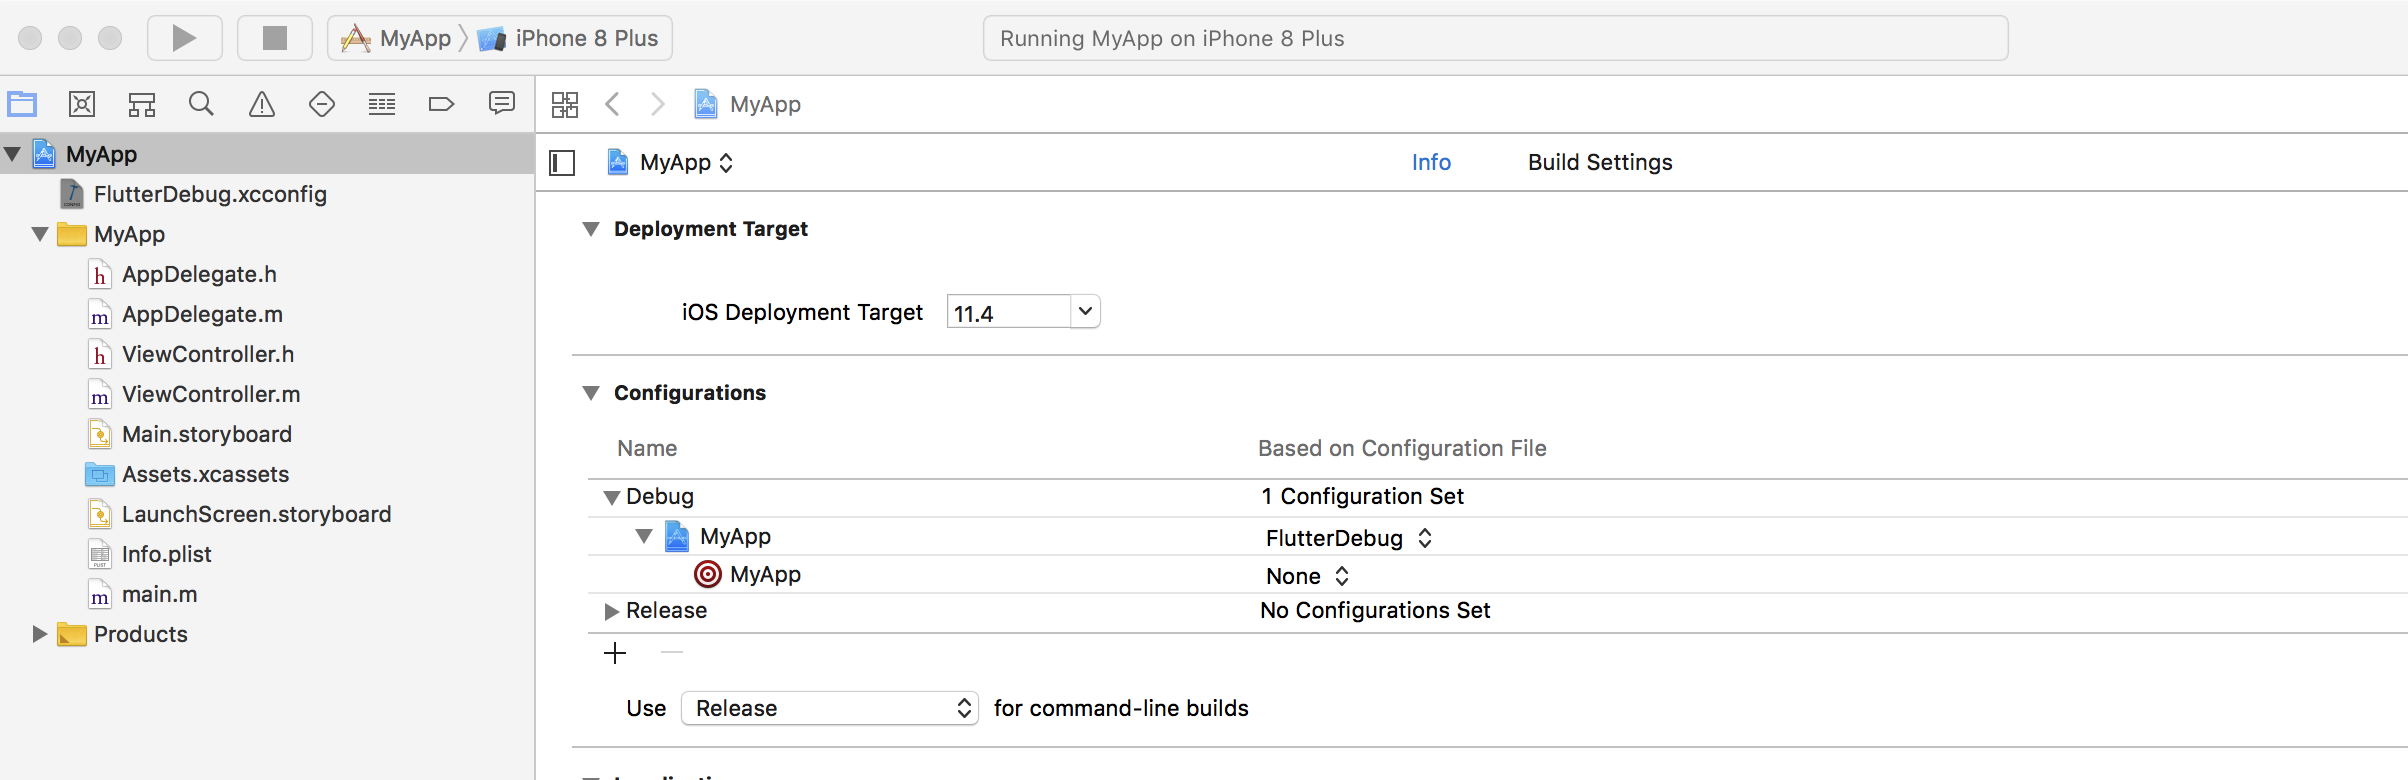 MyApp iPhone 8 Plus
Running MyApp on iPhone 8 Plus
MyApp
FlutterDebug.xcconfig
MyApp
AppDelegate.h
AppDelegate.m
ViewController.h
ViewController.m
Main.storyboard
Assets.xcassets
LaunchScreen.storyboard
Info.plist
main.m
Products
MyApp
MyApp Info Build Settings
Deployment Target
iOS Deployment Target 11.4
Configurations
Name Based on Configuration File
Debug 1 Configuration Set
MyApp FlutterDebug
MyApp None
Release No Configurations Set
Use Release for command-line builds